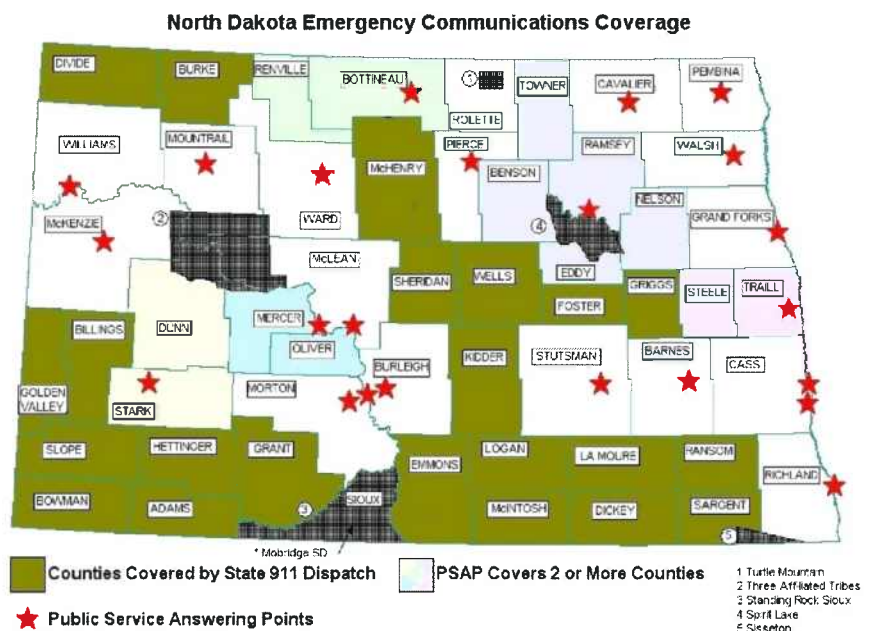 North Dakota Emergency Communications Coverage
DIVIDE
BURKE
RENVILLE
BOTTINEAU
1
TOWNER
CAVALIER
PEMBINA
ROLETTE
WILLIAMS
MOUNTRAIL
McHENRY
PIERCE
BENSON
RAMSEY
WALSH
NELSON
WARD
2
McKENZIE
4
GRAND FORKS
McLEAN
SHERIDAN
WELLS
EDDY
GRIGGS
STEELE
TRAILL
FOSTER
BILLINGS
DUNN
MERCER
OLIVER
BURLEIGH
KIDDER
STUTSMAN
BARNES
CASS
GOLDEN
VALLEY
STARK
MORTON
SLOPE
HETTINGER
GRANT
EMMONS
LOGAN
LA MOURE
RANSOM
RICHLAND
BOWMAN
ADAMS
3
SIOUX
McINTOSH
DICKEY
SARGENT
5
* Mobridge SD
Counties Covered by State 911 Dispatch
PSAP Covers 2 or More Counties
Public Service Answering Points
1 Turtle Mountain
2 Three Affiliated Tribes
3 Standing Rock Sioux
4 Spirit Lake
5 Sisseton